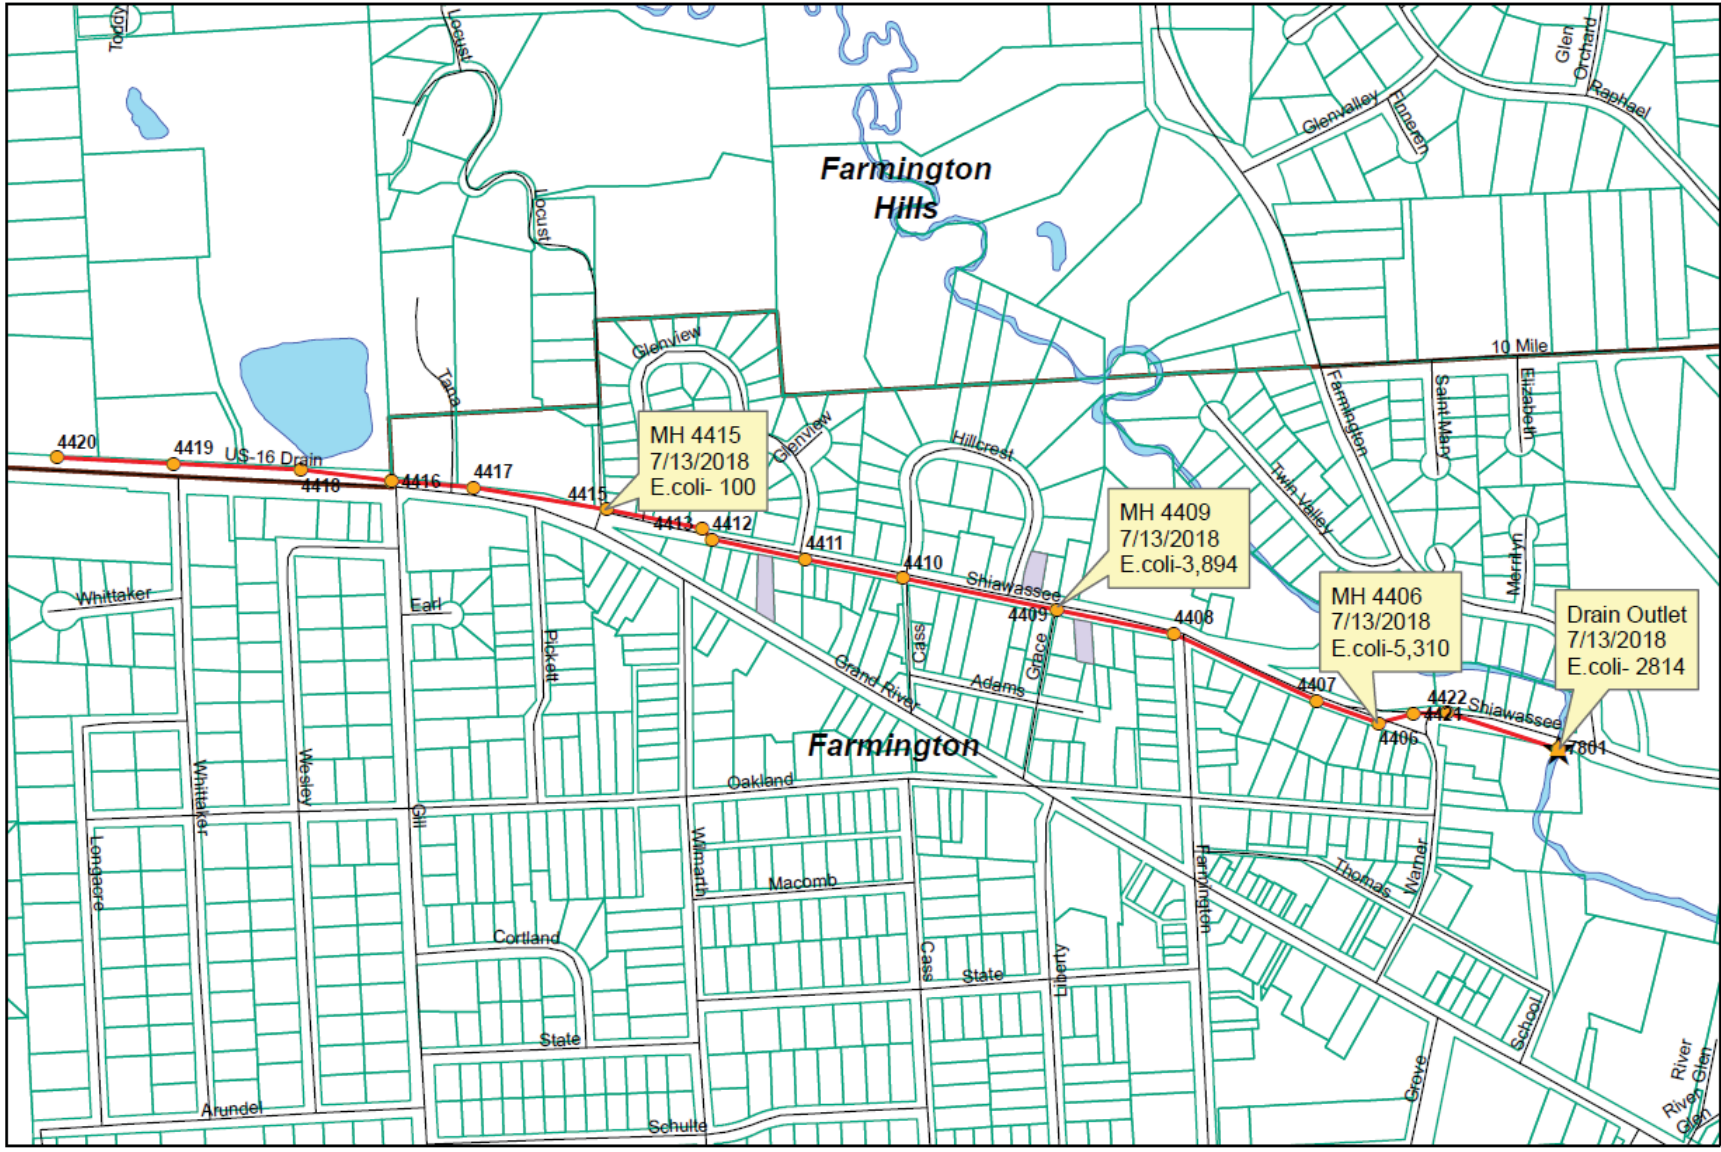 Toddy
Locust
Glen
Orchard
Raphael
Glenvalley
Finneren
Farmington
Hills
Locust
10 Mile
Glenview
Tana
Farmington
Saint Mary
Elizabeth
Glenview
Hillcrest
MH 4415
7/13/2018
E.coli- 100
4420
4419
US-16 Drain
4418
4416
4417
4415
4413
4412
4411
4410
Twin Valley
MH 4409
7/13/2018
E.coli-3,894
Merrilyn
Shiawassee
4409
4408
MH 4406
7/13/2018
E.coli-5,310
Drain Outlet
7/13/2018
E.coli- 2814
Whittaker
Earl
Pickett
Cass
Grace
Adams
Grand River
4407
4422
4421
Shiawassee
4406
7801
Farmington
Whittaker
Wesley
Oakland
Gill
Longacre
Wilmarth
Macomb
Farmington
Thomas
Warner
Cortland
Cass
State
Liberty
State
School
Grove
River
River Glen
Glen
Arundel
Schulte